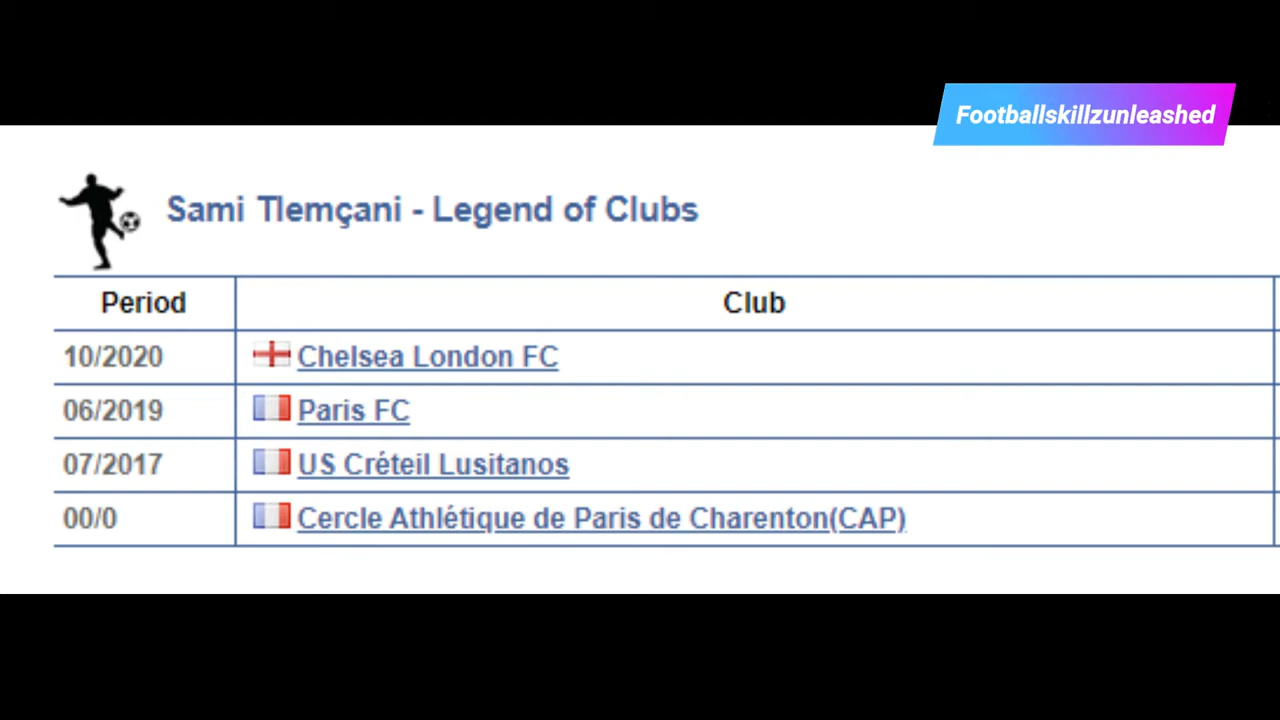 Footballskillzunleashed
Sami Tlemçani - Legend of Clubs
Period Club
10/2020 Chelsea London FC
06/2019 Paris FC
07/2017 US Créteil Lusitanos
00/0 Cercle Athlétique de Paris de Charenton(CAP)